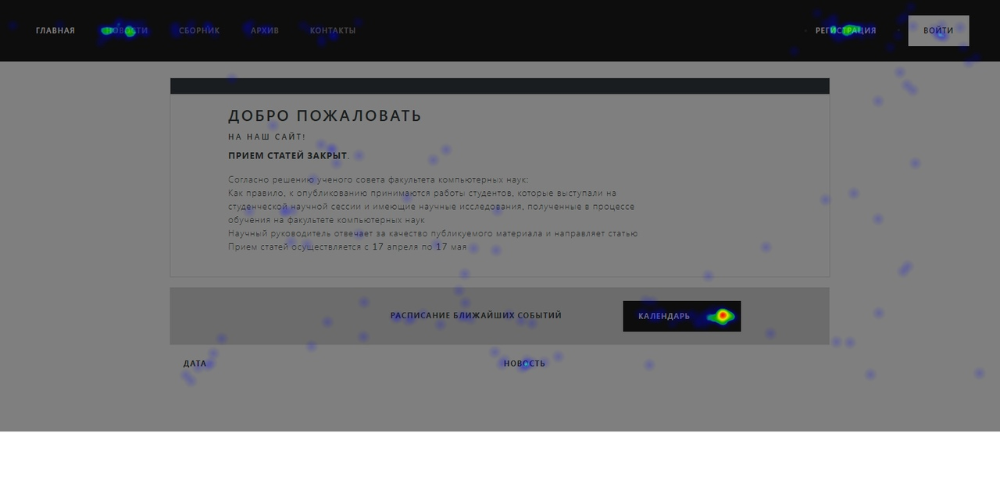 ГЛАВНАЯ НОВОСТИ СБОРНИК АРХИВ КОНТАКТЫ РЕГИСТРАЦИЯ ВОЙТИ
ДОБРО ПОЖАЛОВАТЬ
НА НАШ САЙТ!
ПРИЕМ СТАТЕЙ ЗАКРЫТ.
Согласно решению ученого совета факультета компьютерных наук:
Как правило, к опубликованию принимаются работы студентов, которые выступали на
студенческой научной сессии и имеющие научные исследования, полученные в процессе
обучения на факультете компьютерных наук
Научный руководитель отвечает за качество публикуемого материала и направляет статью
Прием статей осуществляется с 17 апреля по 17 мая
РАСПИСАНИЕ БЛИЖАЙШИХ СОБЫТИЙ КАЛЕНДАРЬ
ДАТА НОВОСТЬ